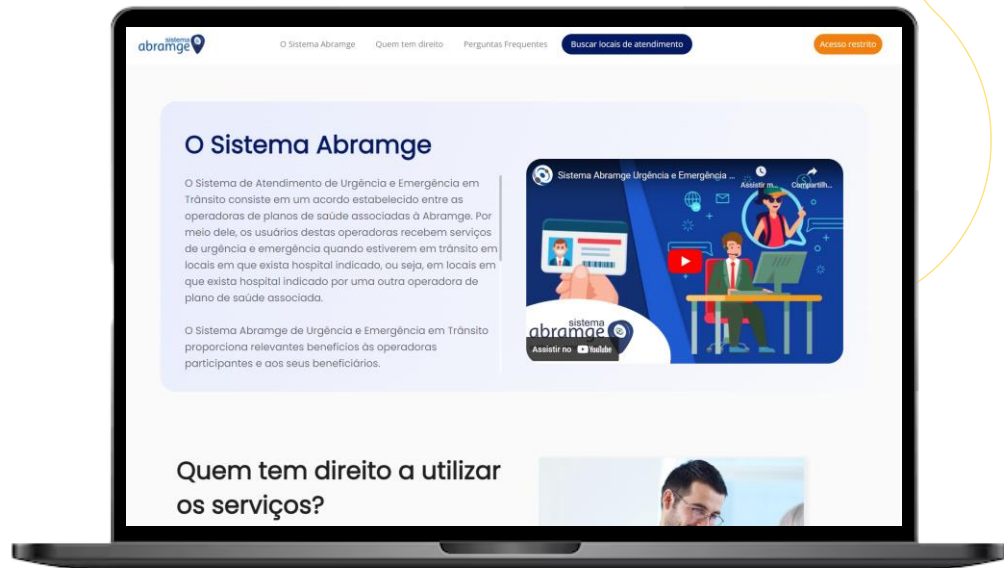 sistema
abramge
O Sistema Abramge
Quem tem direito
Perguntas Frequentes
Buscar locais de atendimento
Acesso restrito
O Sistema Abramge
O Sistema de Atendimento de Urgência e Emergência em
Trânsito consiste em um acordo estabelecido entre as
operadoras de planos de saúde associadas à Abramge. Por
meio dele, os usuários destas operadoras recebem serviços
de urgência e emergência quando estiverem em trânsito em
locais em que exista hospital indicado, ou seja, em locais em
que exista hospital indicado por uma outra operadora de
plano de saúde associada.
O Sistema Abramge de Urgência e Emergência em Trânsito
proporciona relevantes benefícios às operadoras
participantes e aos seus beneficiários.
Sistema Abramge Urgência e Emergência ...
Assistir m...
Compartilh...
sistema
abramge
Assistir no YouTube
Quem tem direito a utilizar
os serviços?